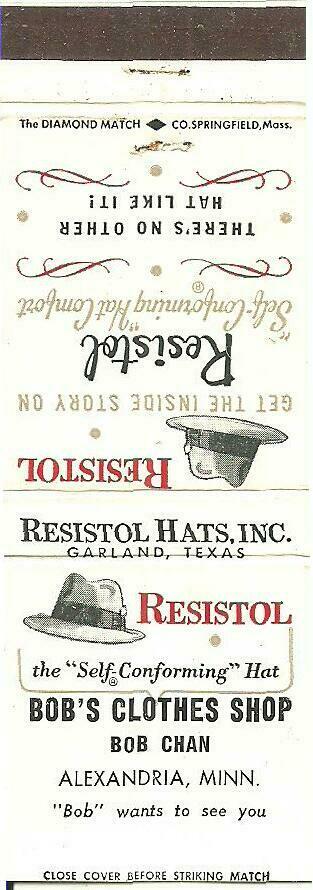 The DIAMOND MATCH CO. SPRINGFIELD, Mass.
RESISTOL
GET THE INSIDE STORY ON
Resistol
"Self-Conforming"® Hat Comfort
THERE'S NO OTHER
HAT LIKE IT!
RESISTOL HATS, INC.
GARLAND, TEXAS
RESISTOL
the "Self-Conforming"® Hat
BOB'S CLOTHES SHOP
BOB CHAN
ALEXANDRIA, MINN.
"Bob" wants to see you
CLOSE COVER BEFORE STRIKING MATCH